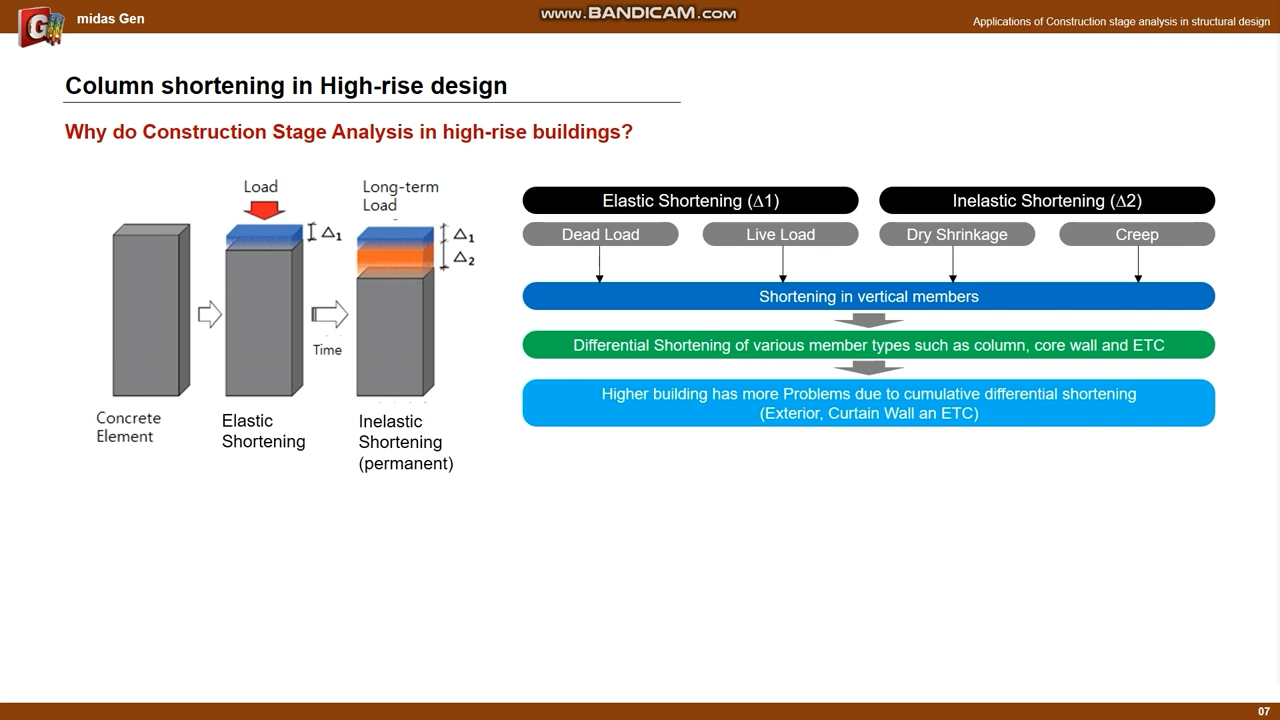 midas Gen
www.BANDICAM.com
Applications of Construction stage analysis in structural design
Column shortening in High-rise design
Why do Construction Stage Analysis in high-rise buildings?
Load
Δ1
Long-term
Load
Δ1
Δ2
Time
Concrete
Element
Elastic
Shortening
Inelastic
Shortening
(permanent)
Elastic Shortening (Δ1)
Inelastic Shortening (Δ2)
Dead Load
Live Load
Dry Shrinkage
Creep
Shortening in vertical members
Differential Shortening of various member types such as column, core wall and ETC
Higher building has more Problems due to cumulative differential shortening
(Exterior, Curtain Wall an ETC)
07